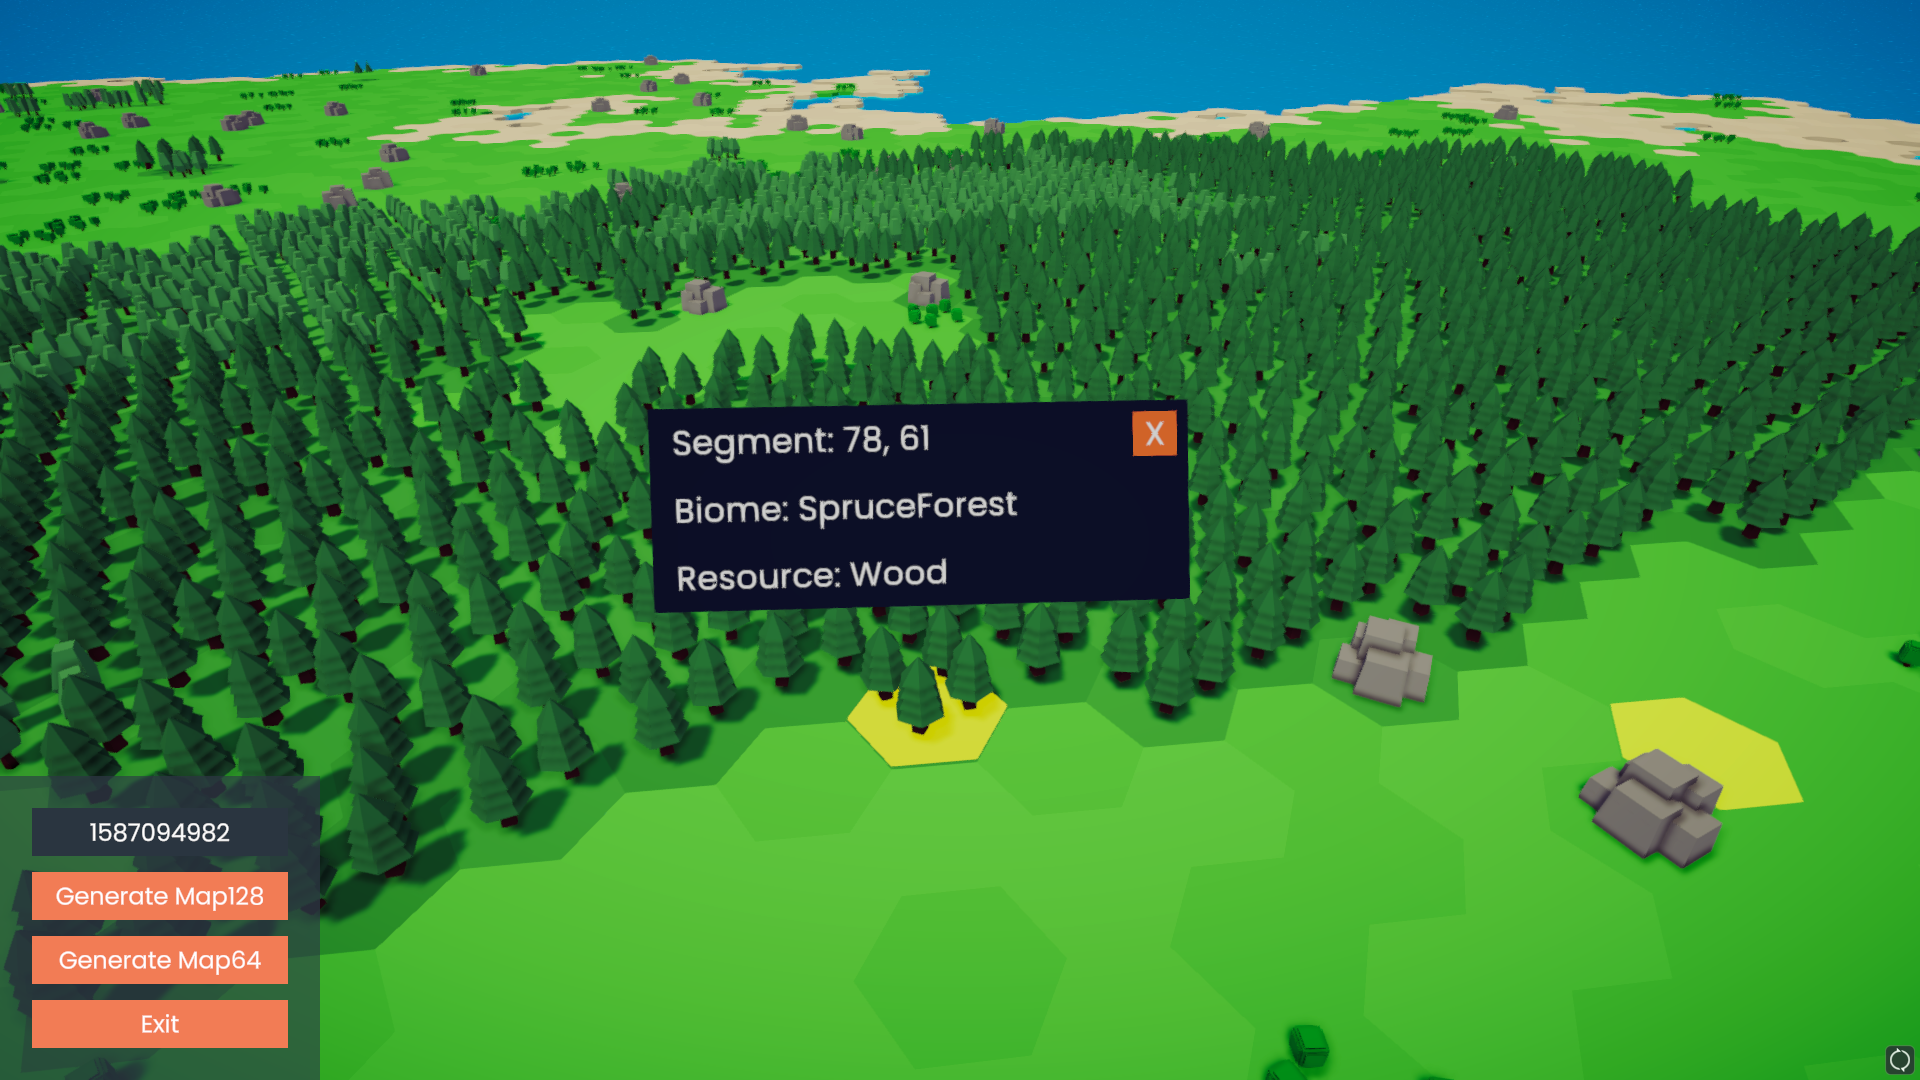 Segment: 78, 61
X
Biome: SpruceForest
Resource: Wood
1587094982
Generate Map128
Generate Map64
Exit